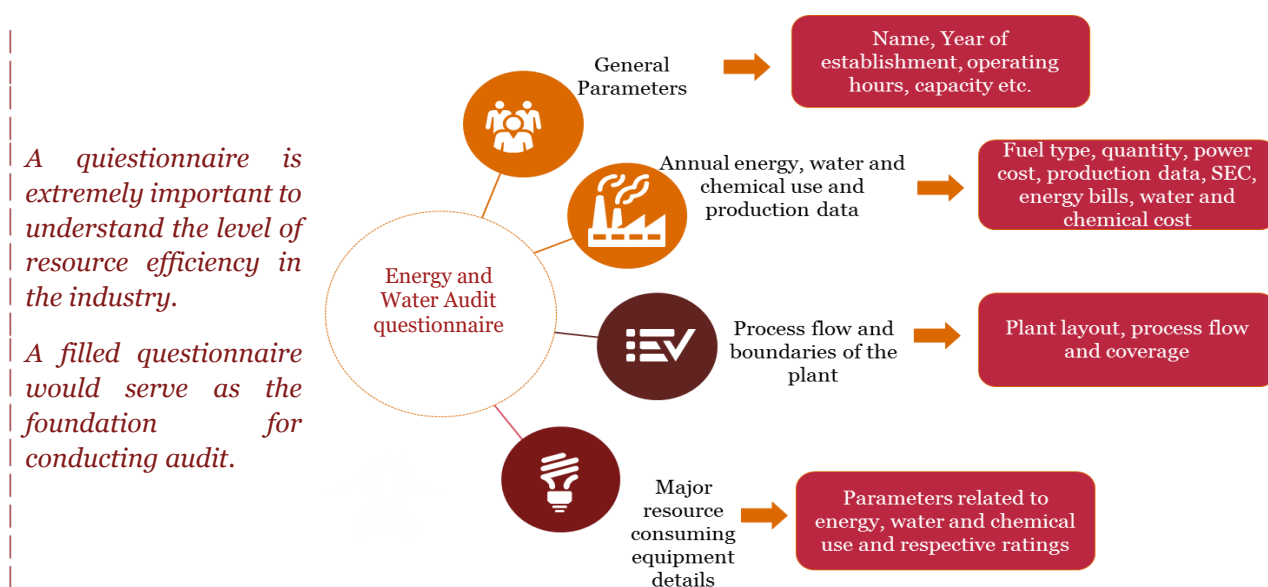 A quiestionnaire is
extremely important to
understand the level of
resource efficiency in
the industry.
A filled questionnaire
would serve as the
foundation for
conducting audit.
Energy and
Water Audit
questionnaire
General
Parameters
Name, Year of
establishment, operating
hours, capacity etc.
Annual energy, water and
chemical use and
production data
Fuel type, quantity, power
cost, production data, SEC,
energy bills, water and
chemical cost
Process flow and
boundaries of the
plant
Plant layout, process flow
and coverage
Major
resource
consuming
equipment
details
Parameters related to
energy, water and chemical
use and respective ratings